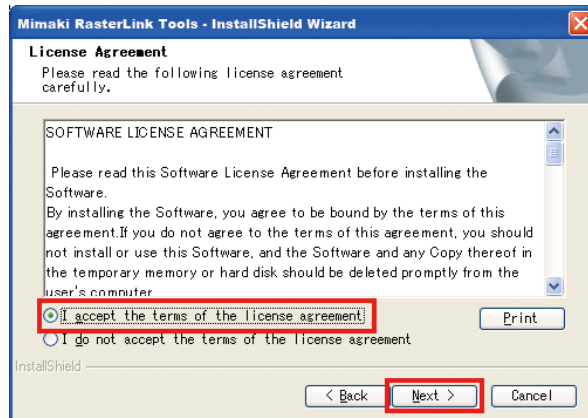 Mimaki RasterLink Tools - InstallShield Wizard
License Agreement
Please read the following license agreement
carefully.
SOFTWARE LICENSE AGREEMENT
Please read this Software License Agreement before installing the
Software.
By installing the Software, you agree to be bound by the terms of this
agreement.If you do not agree to the terms of this agreement, you should
not install or use this Software, and the Software and any Copy thereof in
the temporary memory or hard disk should be deleted promptly from the
user's computer
I accept the terms of the license agreement
Print
I do not accept the terms of the license agreement
InstallShield
< Back
Next >
Cancel